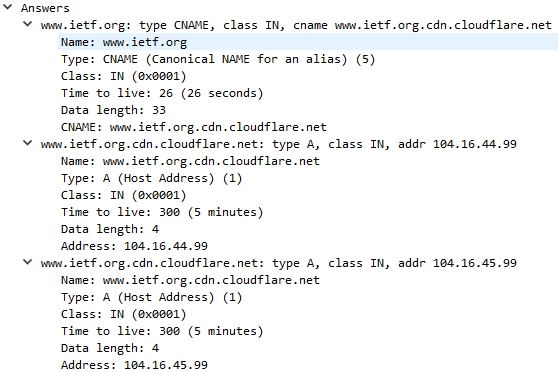 Answers
www.ietf.org: type CNAME, class IN, cname www.ietf.org.cdn.cloudflare.net
Name: www.ietf.org
Type: CNAME (Canonical NAME for an alias) (5)
Class: IN (0x0001)
Time to live: 26 (26 seconds)
Data length: 33
CNAME: www.ietf.org.cdn.cloudflare.net
www.ietf.org.cdn.cloudflare.net: type A, class IN, addr 104.16.44.99
Name: www.ietf.org.cdn.cloudflare.net
Type: A (Host Address) (1)
Class: IN (0x0001)
Time to live: 300 (5 minutes)
Data length: 4
Address: 104.16.44.99
www.ietf.org.cdn.cloudflare.net: type A, class IN, addr 104.16.45.99
Name: www.ietf.org.cdn.cloudflare.net
Type: A (Host Address) (1)
Class: IN (0x0001)
Time to live: 300 (5 minutes)
Data length: 4
Address: 104.16.45.99